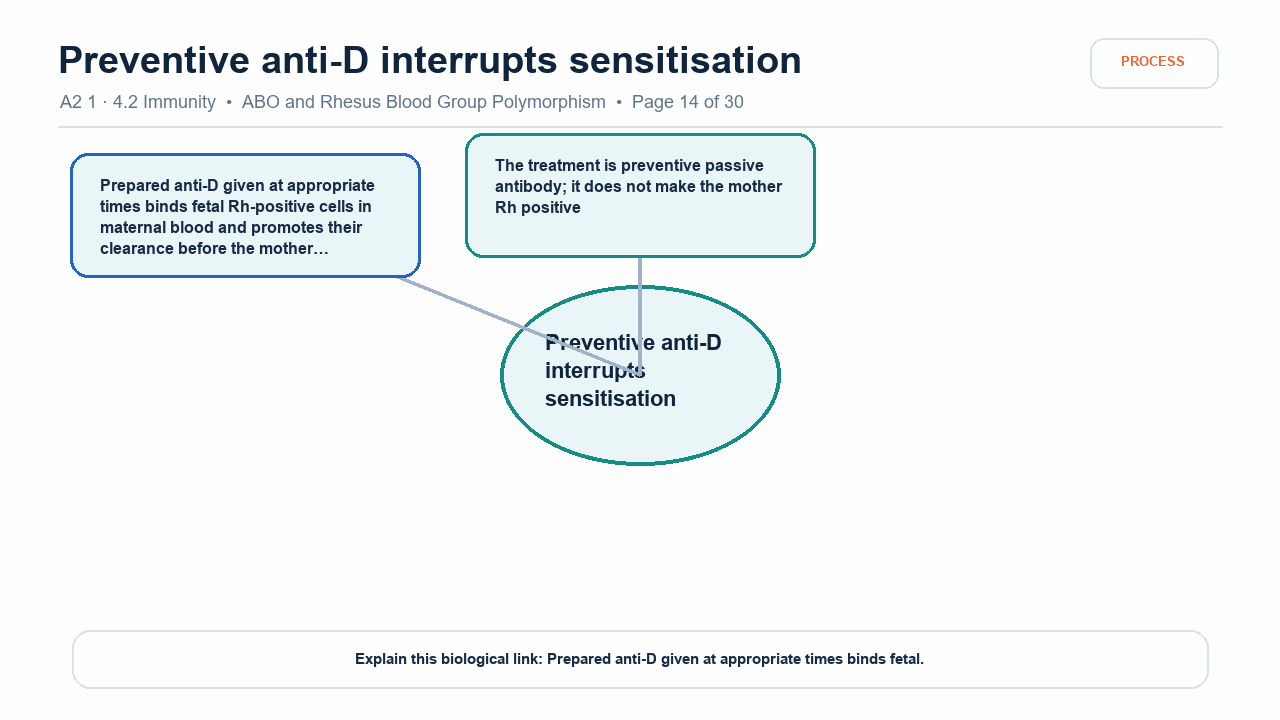 Preventive anti-D interrupts sensitisation
PROCESS
A2 1 · 4.2 Immunity • ABO and Rhesus Blood Group Polymorphism • Page 14 of 30
Prepared anti-D given at appropriate
times binds fetal Rh-positive cells in
maternal blood and promotes their
clearance before the mother…
The treatment is preventive passive
antibody; it does not make the mother
Rh positive
Preventive anti-D
interrupts
sensitisation
Explain this biological link: Prepared anti-D given at appropriate times binds fetal.